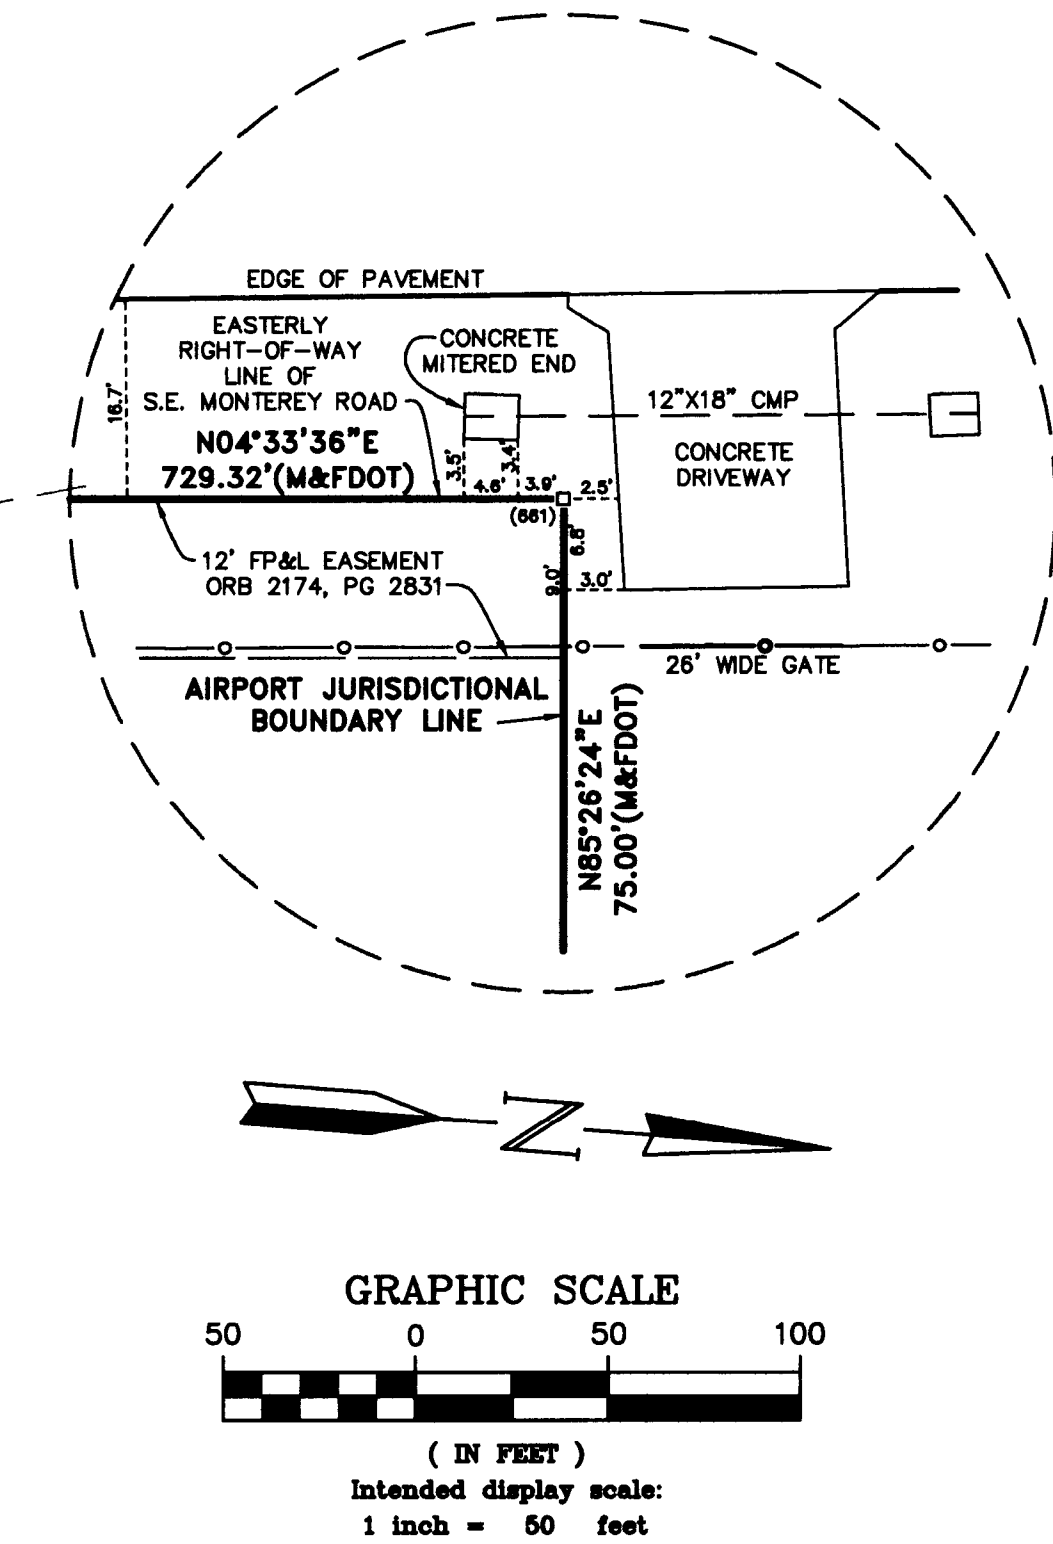 EDGE OF PAVEMENT
EASTERLY
RIGHT-OF-WAY
LINE OF
S.E. MONTEREY ROAD
CONCRETE
MITERED END
16.7'
12"X18" CMP
N04°33'36"E
729.32'(M&FDOT)
CONCRETE
DRIVEWAY
3.5'
3.4'
4.6'
3.9'
2.5'
(661)
6.8'
9.0'
3.0'
12' FP&L EASEMENT
ORB 2174, PG 2831
26' WIDE GATE
AIRPORT JURISDICTIONAL
BOUNDARY LINE
N85°26'24"E
75.00'(M&FDOT)
N
GRAPHIC SCALE
50 0 50 100
( IN FEET )
Intended display scale:
1 inch = 50 feet